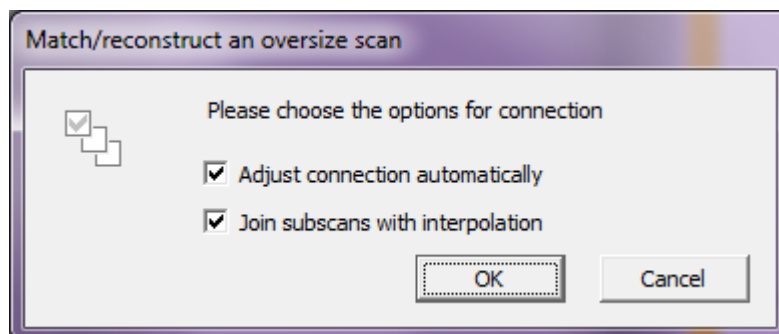 Match/reconstruct an oversize scan
Please choose the options for connection
Adjust connection automatically
Join subscans with interpolation
OK Cancel